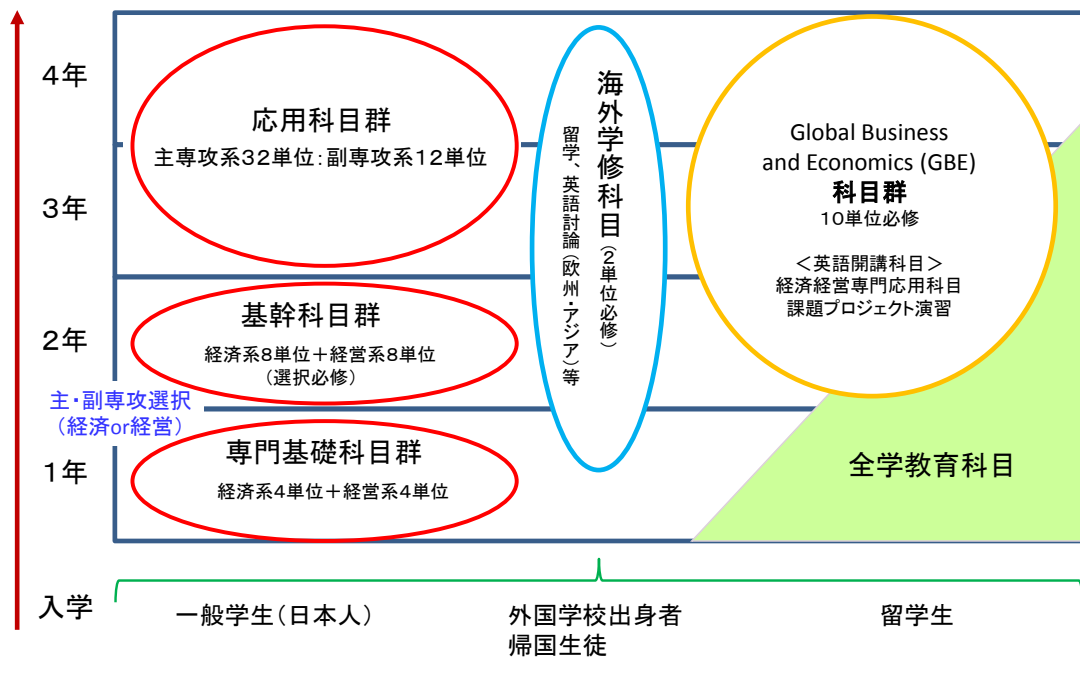 4年
3年
2年
主・副専攻選択
（経済or経営）
1年
入学
応用科目群
主専攻系32単位：副専攻系12単位
基幹科目群
経済系8単位＋経営系8単位
（選択必修）
専門基礎科目群
経済系4単位＋経営系4単位
海外学修科目（2単位必修）
留学、英語討論（欧州・アジア）等
Global Business
and Economics (GBE)
科目群
10単位必修
＜英語開講科目＞
経済経営専門応用科目
課題プロジェクト演習
全学教育科目
一般学生（日本人）
外国学校出身者
帰国生徒
留学生